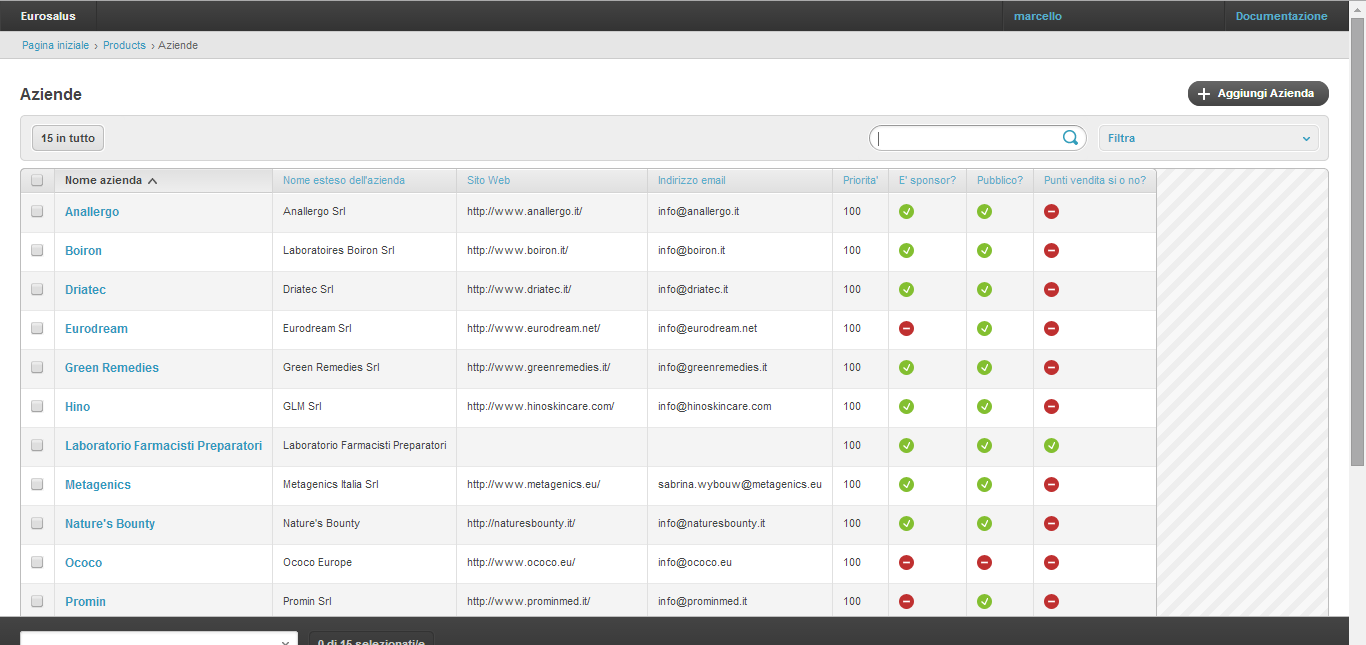 Eurosalus marcello Documentazione
Pagina iniziale › Products › Aziende
Aziende + Aggiungi Azienda
15 in tutto Filtra
Nome azienda Nome esteso dell'azienda Sito Web Indirizzo email Priorita' E' sponsor? Pubblico? Punti vendita si o no?
Anallergo Anallergo Srl http://www.anallergo.it/ info@anallergo.it 100
Boiron Laboratoires Boiron Srl http://www.boiron.it/ info@boiron.it 100
Driatec Driatec Srl http://www.driatec.it/ info@driatec.it 100
Eurodream Eurodream Srl http://www.eurodream.net/ info@eurodream.net 100
Green Remedies Green Remedies Srl http://www.greenremedies.it/ info@greenremedies.it 100
Hino GLM Srl http://www.hinoskincare.com/ info@hinoskincare.com 100
Laboratorio Farmacisti Preparatori Laboratorio Farmacisti Preparatori 100
Metagenics Metagenics Italia Srl http://www.metagenics.eu/ sabrina.wybouw@metagenics.eu 100
Nature's Bounty Nature's Bounty http://naturesbounty.it/ info@naturesbounty.it 100
Ococo Ococo Europe http://www.ococo.eu/ info@ococo.eu 100
Promin Promin Srl http://www.prominmed.it/ info@prominmed.it 100
0 di 15 selezionati/e